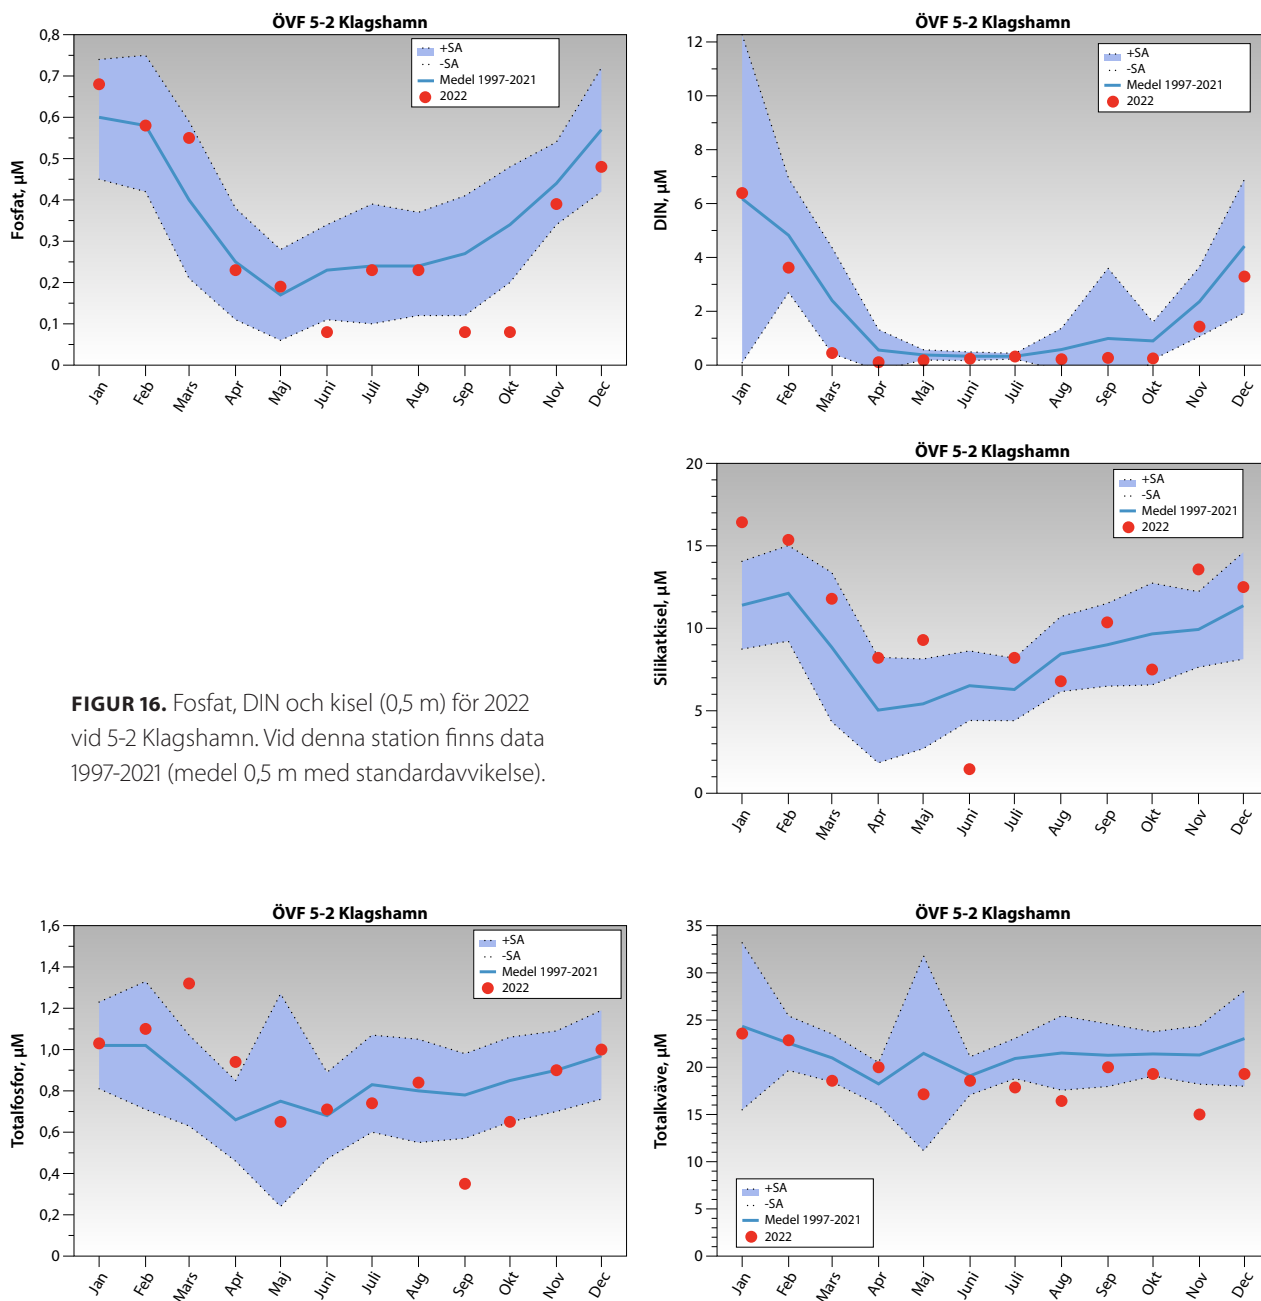 ÖVF 5-2 Klagshamn
Fosfat, µM
0,8
0,7
0,6
0,5
0,4
0,3
0,2
0,1
0
+SA
-SA
Medel 1997-2021
2022
Jan
Feb
Mars
Apr
Maj
Juni
Juli
Aug
Sep
Okt
Nov
Dec
ÖVF 5-2 Klagshamn
DIN, µM
12
10
8
6
4
2
0
+SA
-SA
Medel 1997-2021
2022
Jan
Feb
Mars
Apr
Maj
Juni
Juli
Aug
Sep
Okt
Nov
Dec
ÖVF 5-2 Klagshamn
Silikatkisel, µM
20
15
10
5
0
+SA
-SA
Medel 1997-2021
2022
Jan
Feb
Mars
Apr
Maj
Juni
Juli
Aug
Sep
Okt
Nov
Dec
FIGUR 16. Fosfat, DIN och kisel (0,5 m) för 2022
vid 5-2 Klagshamn. Vid denna station finns data
1997-2021 (medel 0,5 m med standardavvikelse).
ÖVF 5-2 Klagshamn
Totalfosfor, µM
1,6
1,4
1,2
1,0
0,8
0,6
0,4
0,2
0
+SA
-SA
Medel 1997-2021
2022
Jan
Feb
Mars
Apr
Maj
Juni
Juli
Aug
Sep
Okt
Nov
Dec
ÖVF 5-2 Klagshamn
Totalkväve, µM
35
30
25
20
15
10
5
0
+SA
-SA
Medel 1997-2021
2022
Jan
Feb
Mars
Apr
Maj
Juni
Juli
Aug
Sep
Okt
Nov
Dec